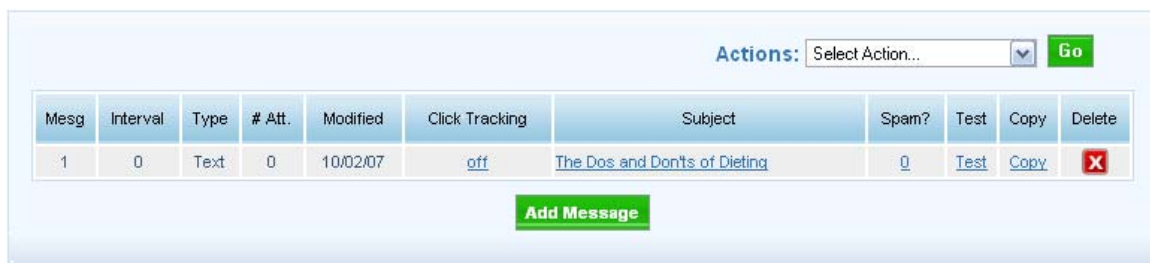 Actions: Select Action... Go
Mesg Interval Type # Att. Modified Click Tracking Subject Spam? Test Copy Delete
1 0 Text 0 10/02/07 off The Dos and Don'ts of Dieting 0 Test Copy X
Add Message